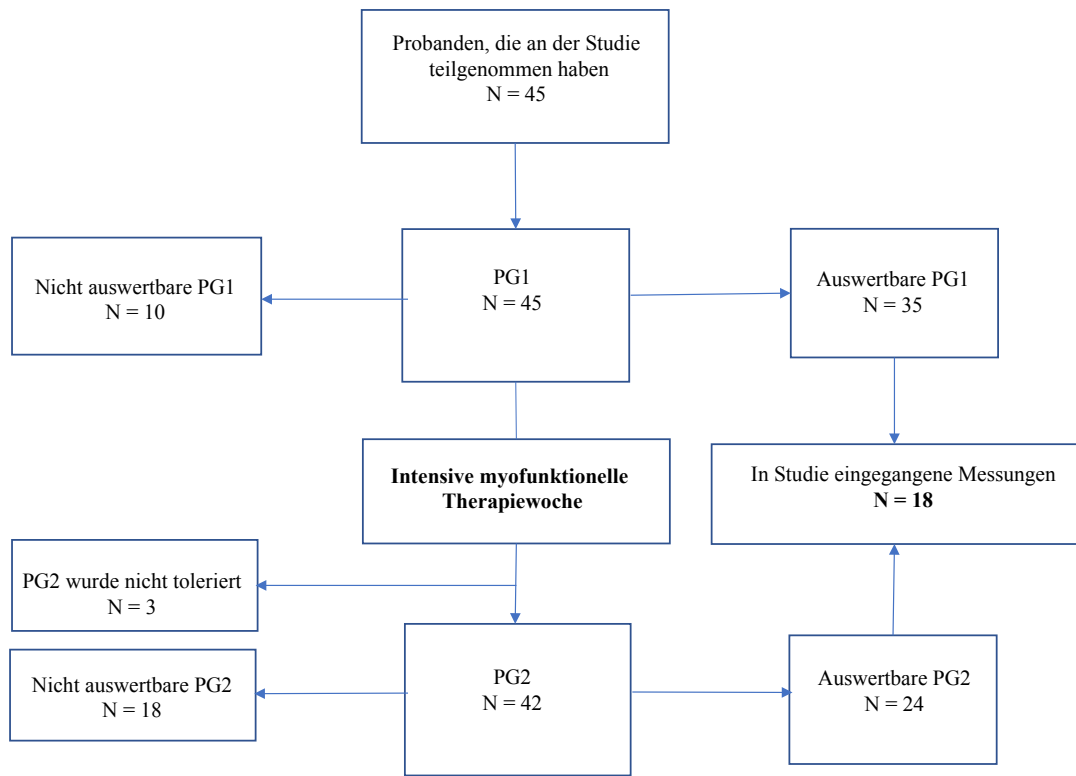 Probanden, die an der Studie
teilgenommen haben
N = 45
Nicht auswertbare PG1
N = 10
PG1
N = 45
Auswertbare PG1
N = 35
Intensive myofunktionelle
Therapiewoche
In Studie eingegangene Messungen
N = 18
PG2 wurde nicht toleriert
N = 3
Nicht auswertbare PG2
N = 18
PG2
N = 42
Auswertbare PG2
N = 24